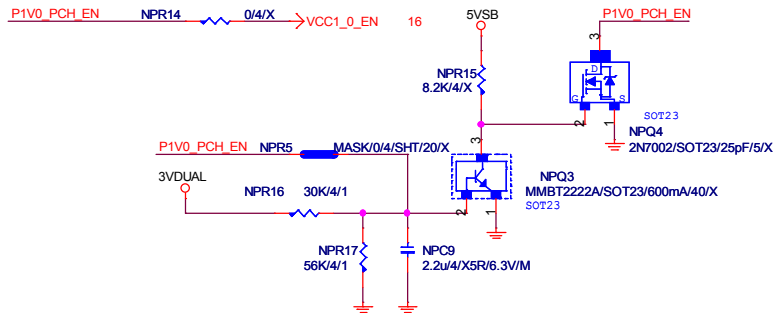 P1V0_PCH_EN
NPR14
0/4/X
VCC1_0_EN
16
5VSB
P1V0_PCH_EN
3
D
G
S
2
1
SOT23
NPQ4
2N7002/SOT23/25pF/5/X
NPR15
8.2K/4/X
P1V0_PCH_EN
NPR5
MASK/0/4/SHT/20/X
3
NPQ3
MMBT2222A/SOT23/600mA/40/X
SOT23
2
1
3VDUAL
NPR16
30K/4/1
NPR17
56K/4/1
NPC9
2.2u/4/X5R/6.3V/M